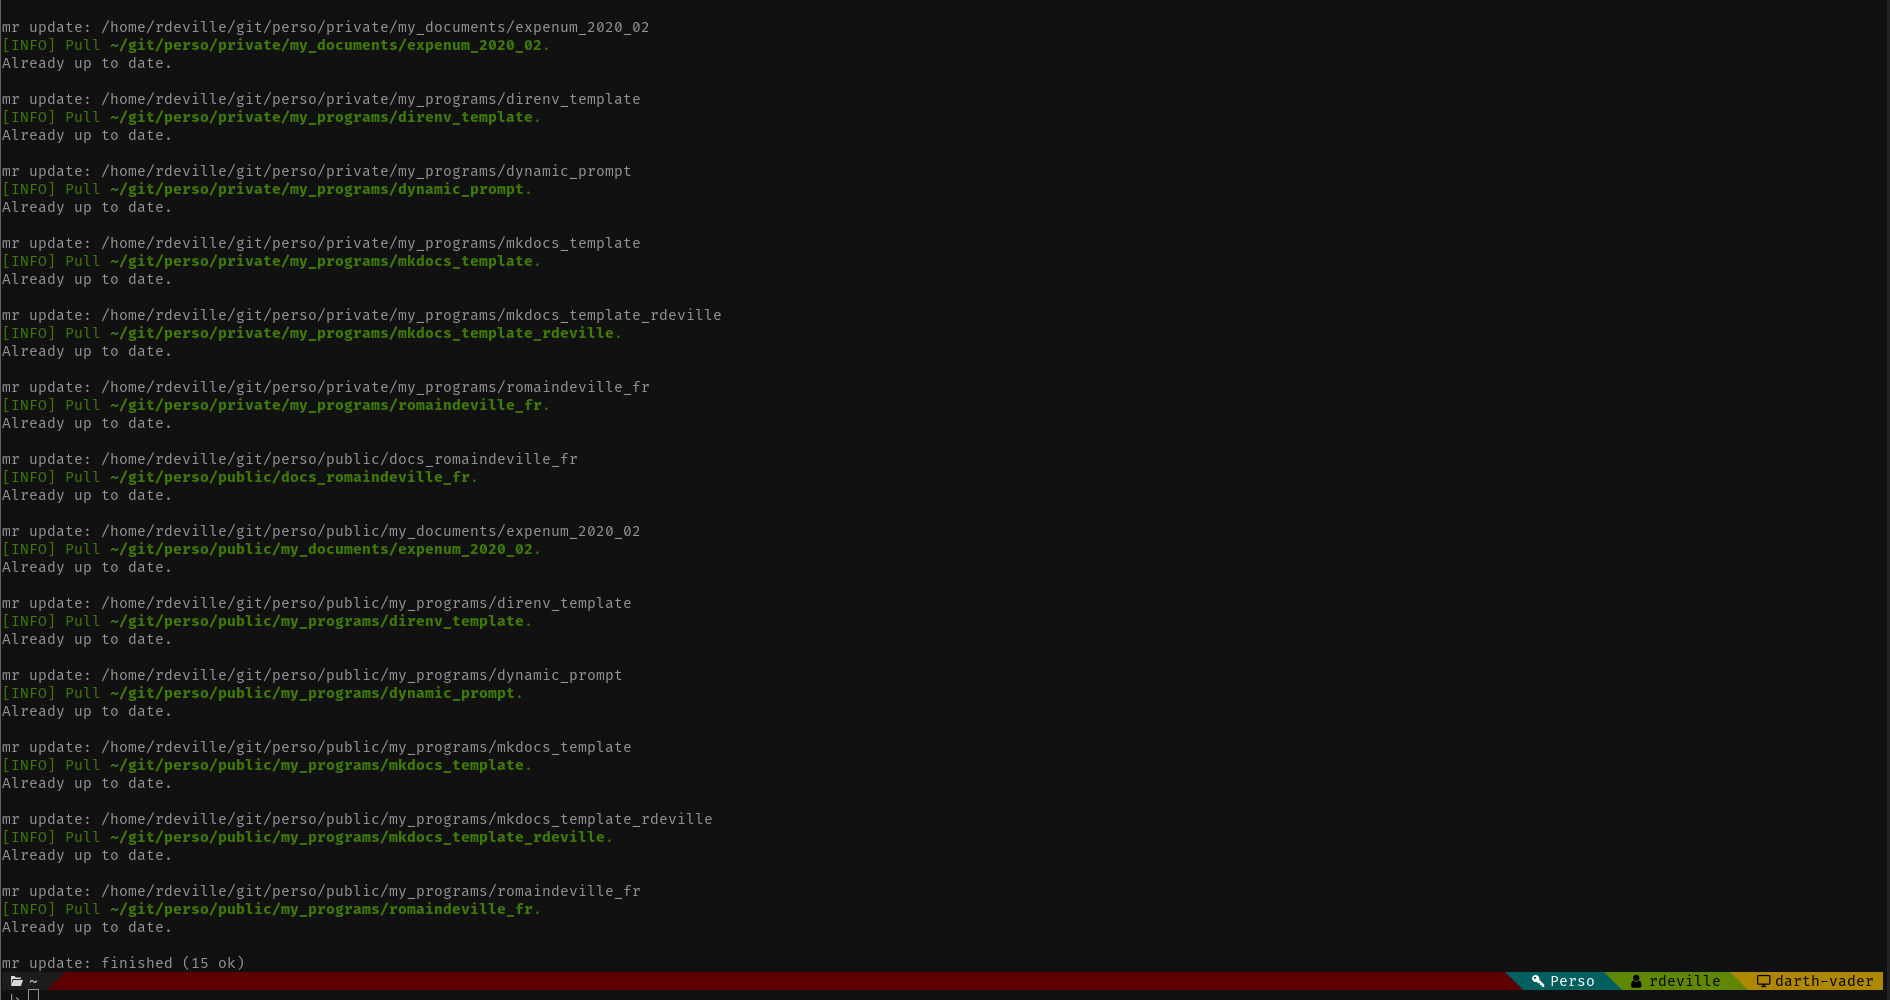 mr update: /home/rdeville/git/perso/private/my_documents/expenum_2020_02
[INFO] Pull ~/git/perso/private/my_documents/expenum_2020_02.
Already up to date.
mr update: /home/rdeville/git/perso/private/my_programs/direnv_template
[INFO] Pull ~/git/perso/private/my_programs/direnv_template.
Already up to date.
mr update: /home/rdeville/git/perso/private/my_programs/dynamic_prompt
[INFO] Pull ~/git/perso/private/my_programs/dynamic_prompt.
Already up to date.
mr update: /home/rdeville/git/perso/private/my_programs/mkdocs_template
[INFO] Pull ~/git/perso/private/my_programs/mkdocs_template.
Already up to date.
mr update: /home/rdeville/git/perso/private/my_programs/mkdocs_template_rdeville
[INFO] Pull ~/git/perso/private/my_programs/mkdocs_template_rdeville.
Already up to date.
mr update: /home/rdeville/git/perso/private/my_programs/romaindeville_fr
[INFO] Pull ~/git/perso/private/my_programs/romaindeville_fr.
Already up to date.
mr update: /home/rdeville/git/perso/public/docs_romaindeville_fr
[INFO] Pull ~/git/perso/public/docs_romaindeville_fr.
Already up to date.
mr update: /home/rdeville/git/perso/public/my_documents/expenum_2020_02
[INFO] Pull ~/git/perso/public/my_documents/expenum_2020_02.
Already up to date.
mr update: /home/rdeville/git/perso/public/my_programs/direnv_template
[INFO] Pull ~/git/perso/public/my_programs/direnv_template.
Already up to date.
mr update: /home/rdeville/git/perso/public/my_programs/dynamic_prompt
[INFO] Pull ~/git/perso/public/my_programs/dynamic_prompt.
Already up to date.
mr update: /home/rdeville/git/perso/public/my_programs/mkdocs_template
[INFO] Pull ~/git/perso/public/my_programs/mkdocs_template.
Already up to date.
mr update: /home/rdeville/git/perso/public/my_programs/mkdocs_template_rdeville
[INFO] Pull ~/git/perso/public/my_programs/mkdocs_template_rdeville.
Already up to date.
mr update: /home/rdeville/git/perso/public/my_programs/romaindeville_fr
[INFO] Pull ~/git/perso/public/my_programs/romaindeville_fr.
Already up to date.
mr update: finished (15 ok)
~ Perso rdeville darth-vader